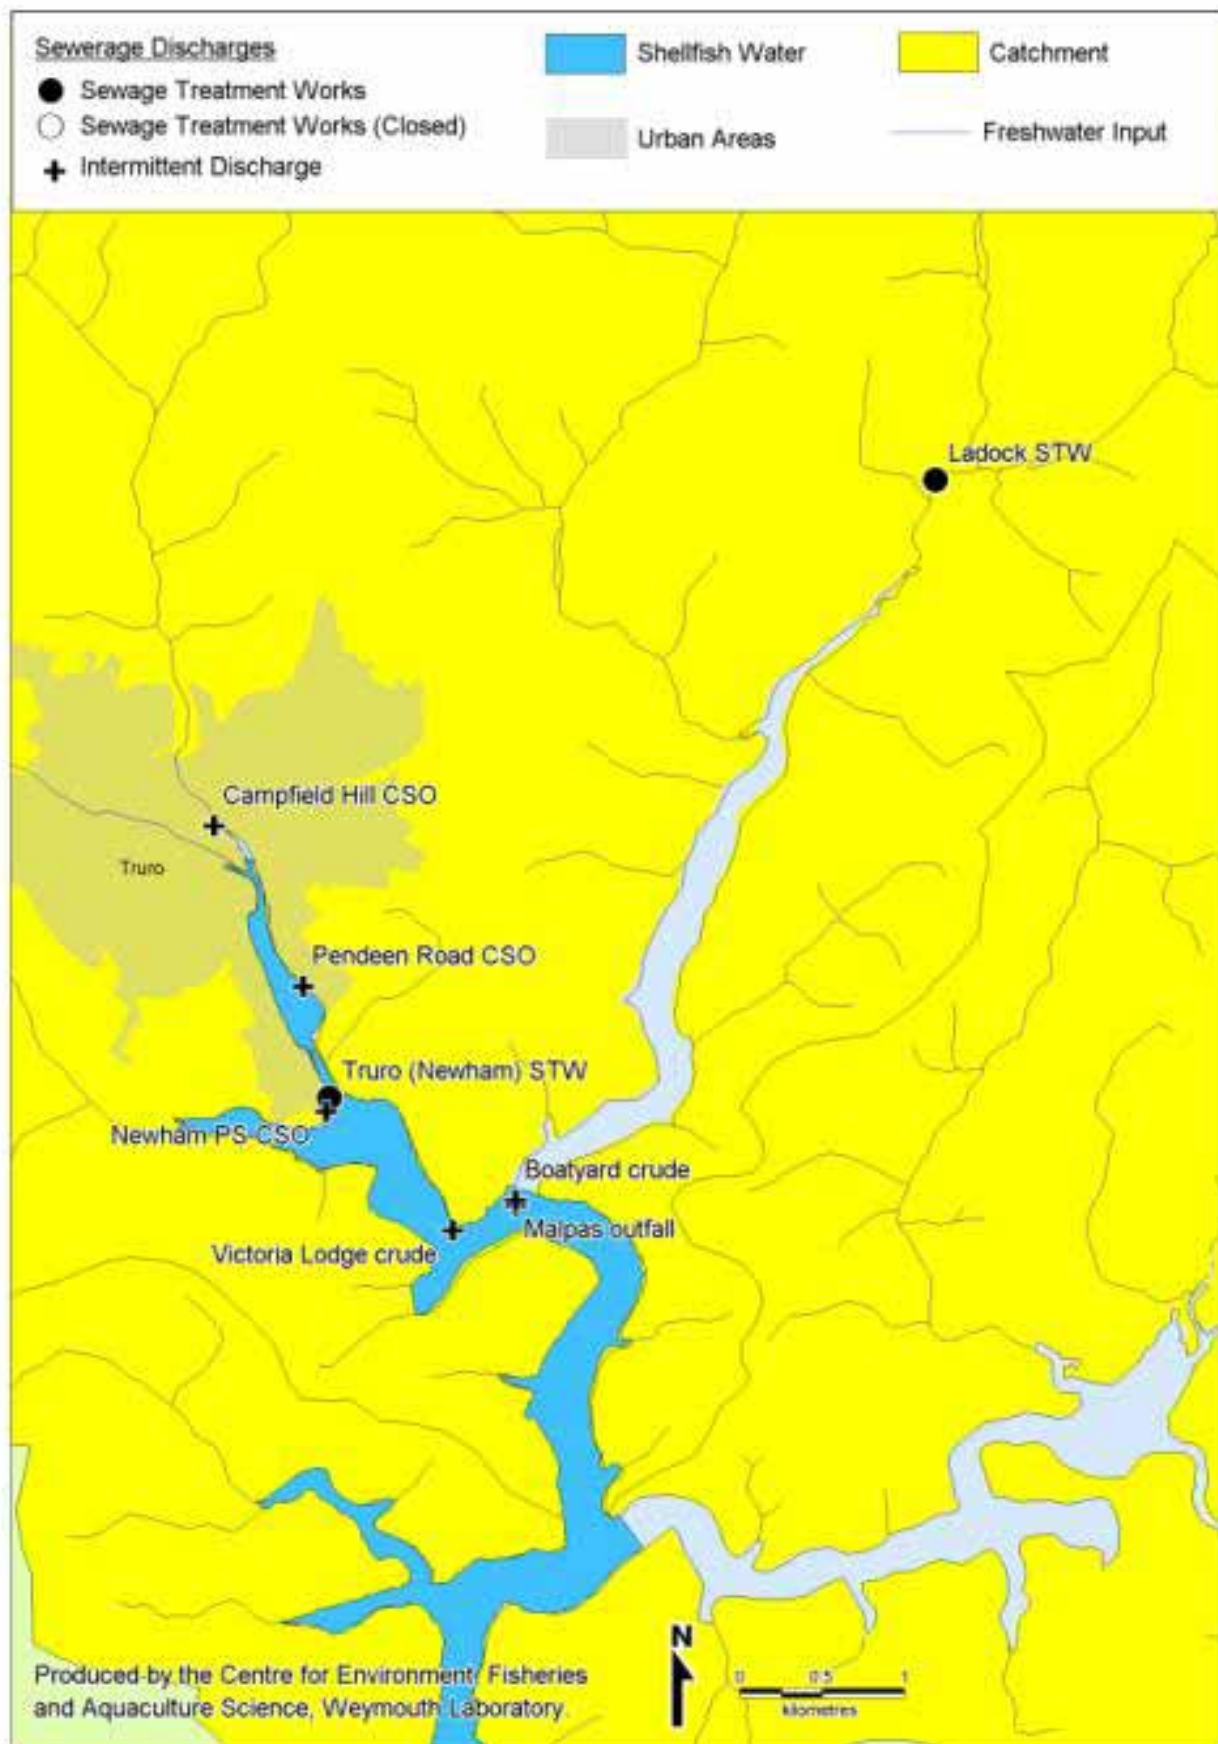 Sewerage Discharges
Sewage Treatment Works
Sewage Treatment Works (Closed)
Intermittent Discharge
Shellfish Water
Urban Areas
Catchment
Freshwater Input
Ladock STW
Campfield Hill CSO
Truro
Pendeen Road CSO
Truro (Newham) STW
Newham PS CSO
Boatyard crude
Malpas outfall
Victoria Lodge crude
N
0 0.5 1
kilometres
Produced by the Centre for Environment, Fisheries
and Aquaculture Science, Weymouth Laboratory.